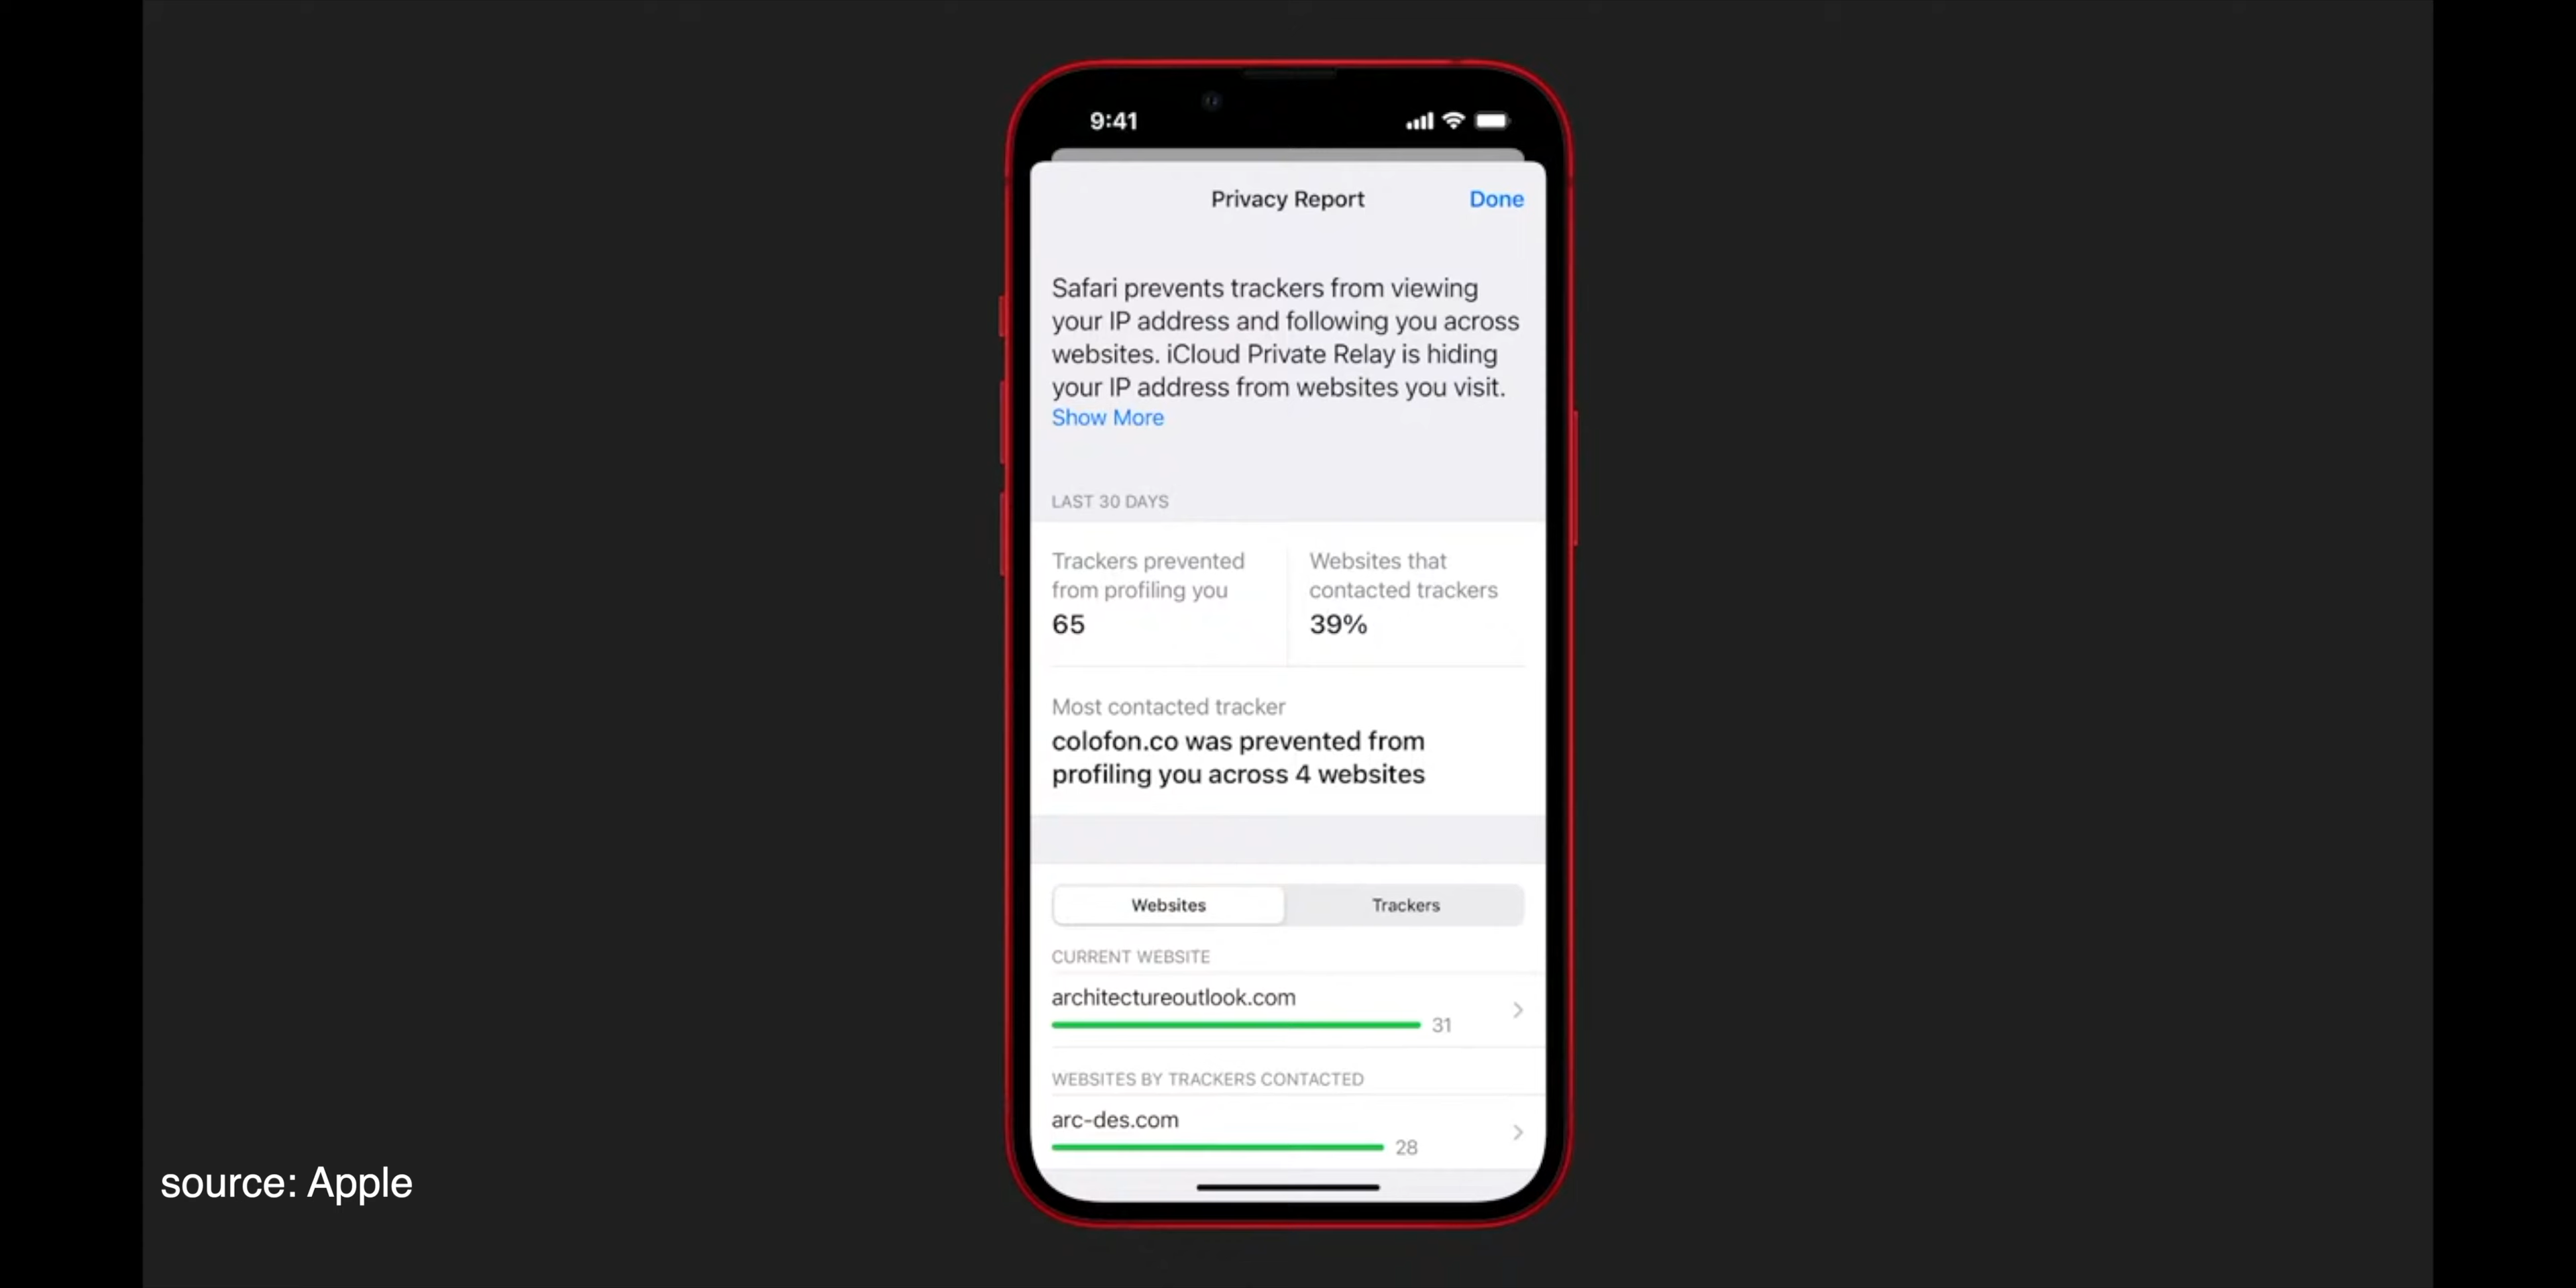 9:41
Privacy Report
Done
Safari prevents trackers from viewing
your IP address and following you across
websites. iCloud Private Relay is hiding
your IP address from websites you visit.
Show More
LAST 30 DAYS
Trackers prevented
from profiling you
65
Websites that
contacted trackers
39%
Most contacted tracker
colofon.co was prevented from
profiling you across 4 websites
Websites
Trackers
CURRENT WEBSITE
architectureoutlook.com
31
WEBSITES BY TRACKERS CONTACTED
arc-des.com
28
source: Apple